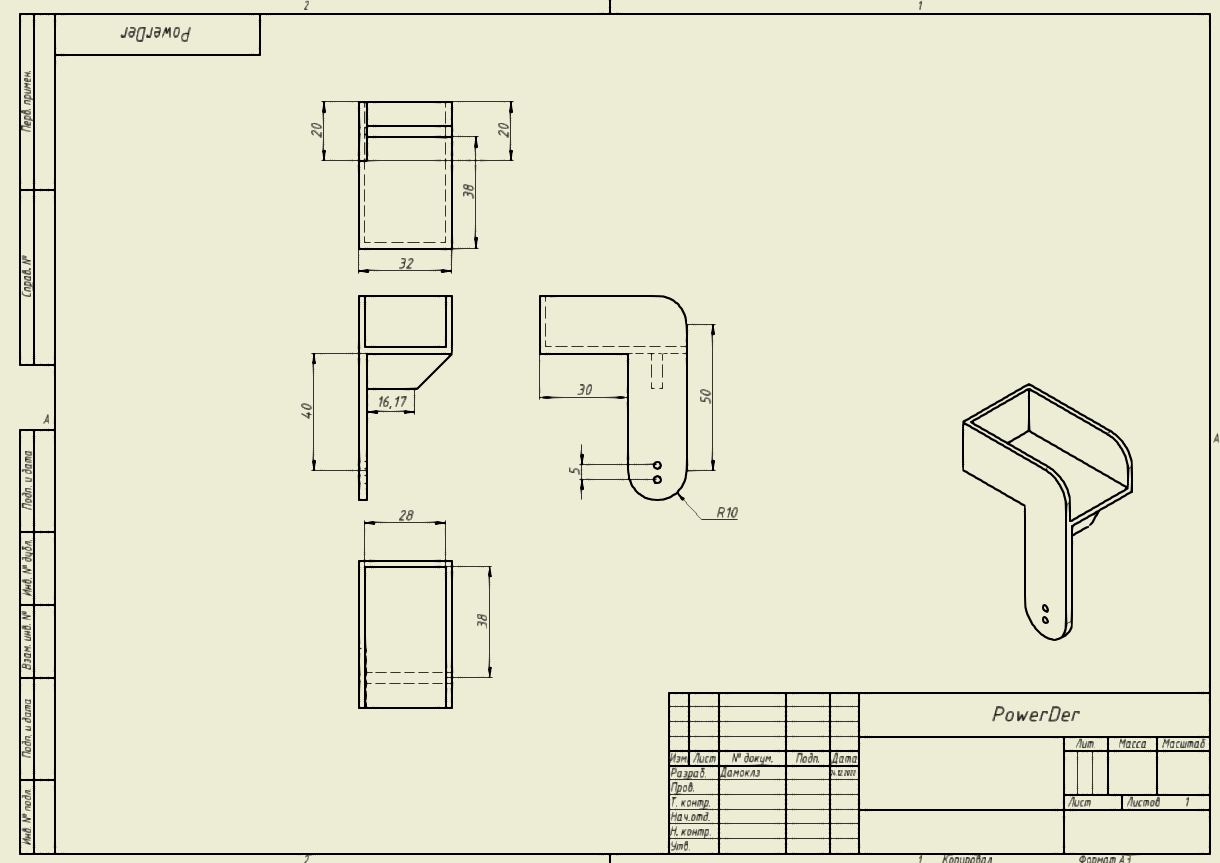 2
1
PowerDer
Перв. примен.
20
20
38
32
Справ. №
40
16,17
30
50
5
R10
A
A
28
38
Подп. и дата
Инв. № дубл.
Взам. инв. №
Подп. и дата
Инв. № подл.
PowerDer
Лит. Масса Масштаб
Изм. Лист № докум. Подп. Дата
Разраб. Дамоклэ
Пров.
Т. контр.
Лист Листов 1
Нач.отд.
Н. контр.
Утв.
2
1 Копировал Формат А3